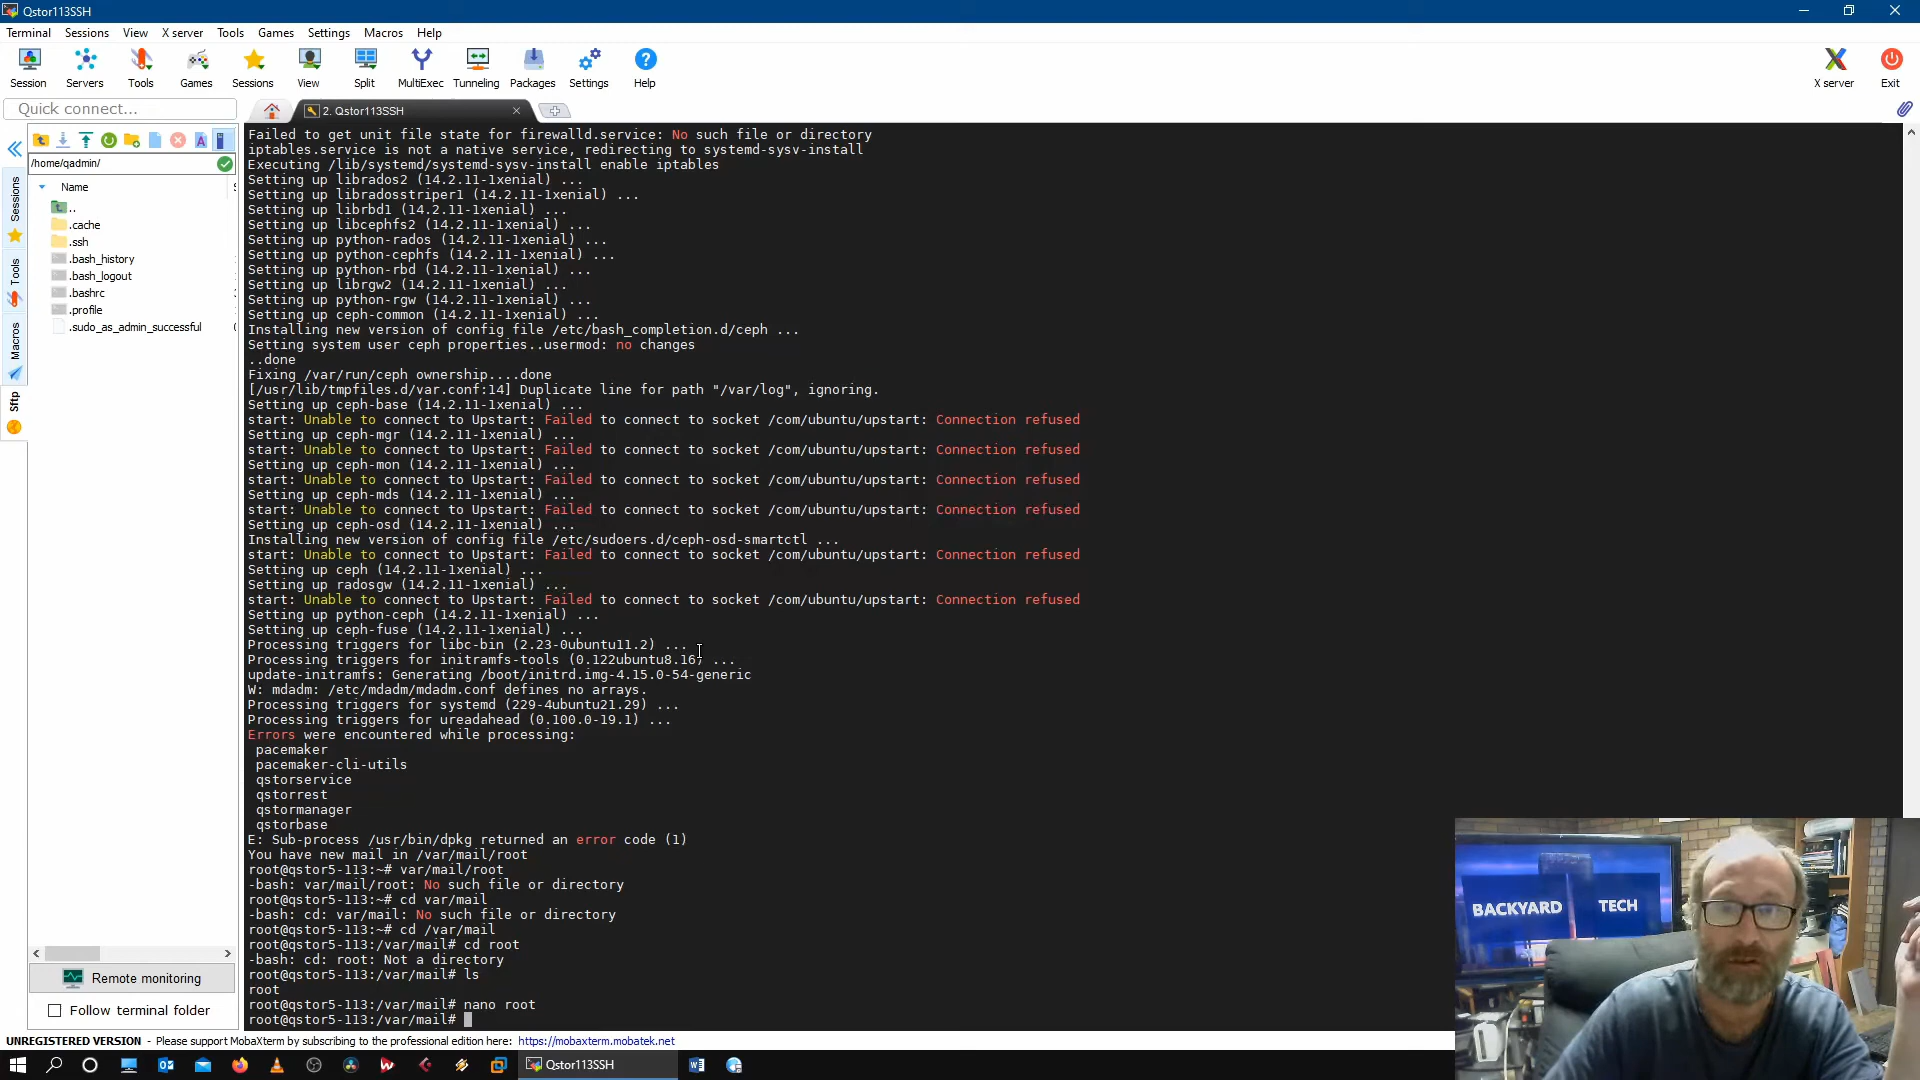 Qstor113SSH
Terminal Sessions View X server Tools Games Settings Macros Help
Session Servers Tools Games Sessions View Split MultiExec Tunneling Packages Settings Help X server Exit
Quick connect...
2. Qstor113SSH
/home/qadmin/
Name
..
.cache
.ssh
.bash_history
.bash_logout
.bashrc
.profile
.sudo_as_admin_successful
Sessions
Tools
Macros
Sftp
Remote monitoring
Follow terminal folder
Failed to get unit file state for firewalld.service: No such file or directory
iptables.service is not a native service, redirecting to systemd-sysv-install
Executing /lib/systemd/systemd-sysv-install enable iptables
Setting up librados2 (14.2.11-1xenial) ...
Setting up libradosstriper1 (14.2.11-1xenial) ...
Setting up librbd1 (14.2.11-1xenial) ...
Setting up libcephfs2 (14.2.11-1xenial) ...
Setting up python-rados (14.2.11-1xenial) ...
Setting up python-cephfs (14.2.11-1xenial) ...
Setting up python-rbd (14.2.11-1xenial) ...
Setting up librgw2 (14.2.11-1xenial) ...
Setting up python-rgw (14.2.11-1xenial) ...
Setting up ceph-common (14.2.11-1xenial) ...
Installing new version of config file /etc/bash_completion.d/ceph ...
Setting system user ceph properties..usermod: no changes
..done
Fixing /var/run/ceph ownership....done
[/usr/lib/tmpfiles.d/var.conf:14] Duplicate line for path "/var/log", ignoring.
Setting up ceph-base (14.2.11-1xenial) ...
start: Unable to connect to Upstart: Failed to connect to socket /com/ubuntu/upstart: Connection refused
Setting up ceph-mgr (14.2.11-1xenial) ...
start: Unable to connect to Upstart: Failed to connect to socket /com/ubuntu/upstart: Connection refused
Setting up ceph-mon (14.2.11-1xenial) ...
start: Unable to connect to Upstart: Failed to connect to socket /com/ubuntu/upstart: Connection refused
Setting up ceph-mds (14.2.11-1xenial) ...
start: Unable to connect to Upstart: Failed to connect to socket /com/ubuntu/upstart: Connection refused
Setting up ceph-osd (14.2.11-1xenial) ...
Installing new version of config file /etc/sudoers.d/ceph-osd-smartctl ...
start: Unable to connect to Upstart: Failed to connect to socket /com/ubuntu/upstart: Connection refused
Setting up ceph (14.2.11-1xenial) ...
Setting up radosgw (14.2.11-1xenial) ...
start: Unable to connect to Upstart: Failed to connect to socket /com/ubuntu/upstart: Connection refused
Setting up python-ceph (14.2.11-1xenial) ...
Setting up ceph-fuse (14.2.11-1xenial) ...
Processing triggers for libc-bin (2.23-0ubuntu11.2) ...
Processing triggers for initramfs-tools (0.122ubuntu8.16) ...
update-initramfs: Generating /boot/initrd.img-4.15.0-54-generic
W: mdadm: /etc/mdadm/mdadm.conf defines no arrays.
Processing triggers for systemd (229-4ubuntu21.29) ...
Processing triggers for ureadahead (0.100.0-19.1) ...
Errors were encountered while processing:
pacemaker
pacemaker-cli-utils
qstorservice
qstorrest
qstormanager
qstorbase
E: Sub-process /usr/bin/dpkg returned an error code (1)
You have new mail in /var/mail/root
root@qstor5-113:~# var/mail/root
-bash: var/mail/root: No such file or directory
root@qstor5-113:~# cd var/mail
-bash: cd: var/mail: No such file or directory
root@qstor5-113:~# cd /var/mail
root@qstor5-113:/var/mail# cd root
-bash: cd: root: Not a directory
root@qstor5-113:/var/mail# ls
root
root@qstor5-113:/var/mail# nano root
root@qstor5-113:/var/mail#
BACKYARD TECH
UNREGISTERED VERSION - Please support MobaXterm by subscribing to the professional edition here: https://mobaxterm.mobatek.net
Qstor113SSH